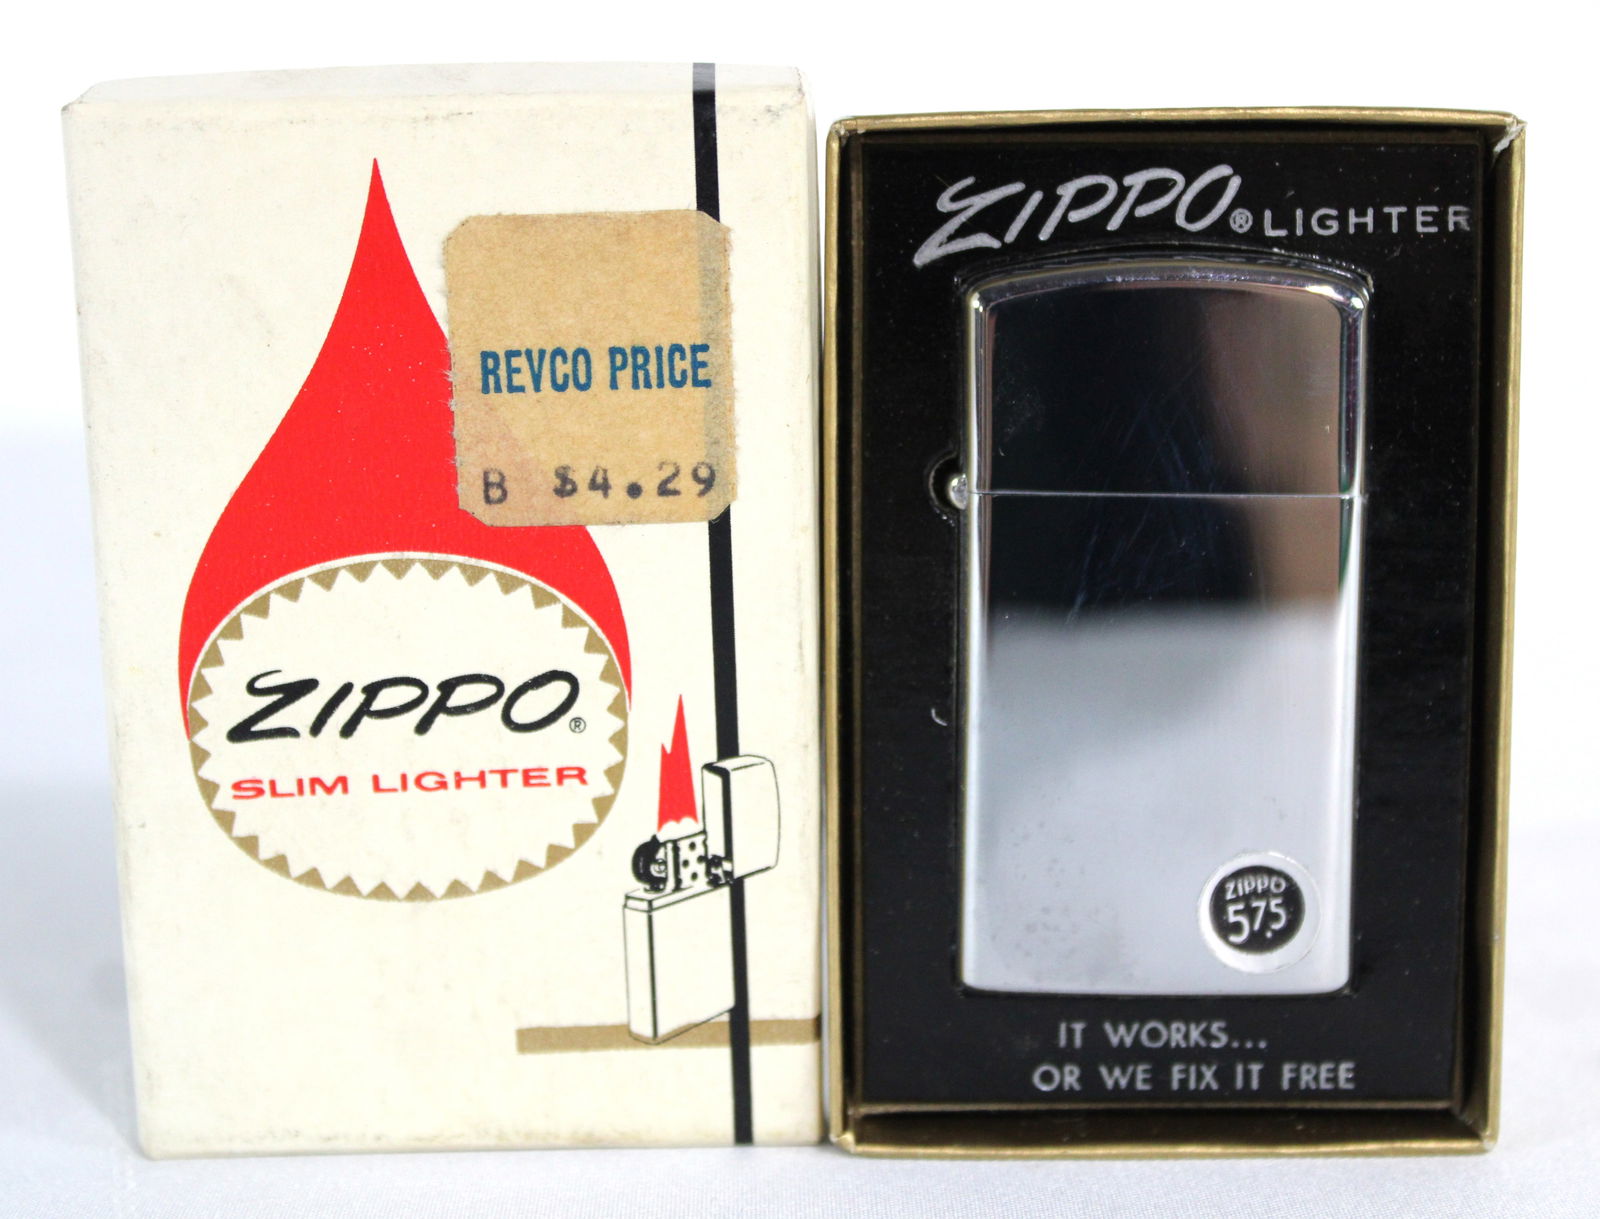 REVCO PRICE
B $4.29
ZIPPO®
SLIM LIGHTER
ZIPPO® LIGHTER
ZIPPO
5.75
IT WORKS...
OR WE FIX IT FREE